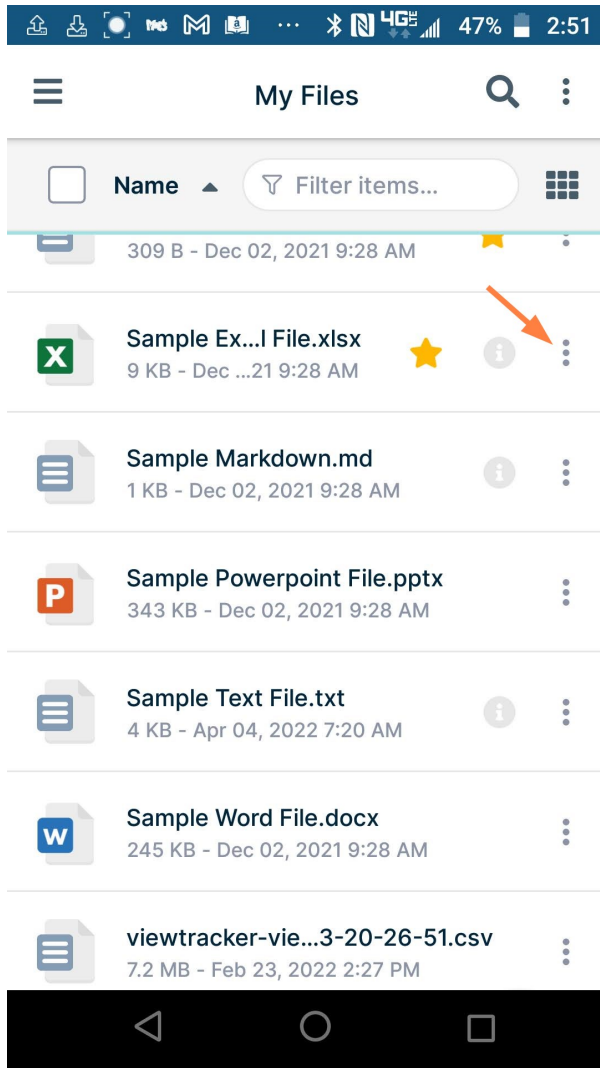 4G LTE 47% 2:51
My Files
Name Filter items...
309 B - Dec 02, 2021 9:28 AM
X Sample Ex...l File.xlsx
9 KB - Dec ...21 9:28 AM
Sample Markdown.md
1 KB - Dec 02, 2021 9:28 AM
P Sample Powerpoint File.pptx
343 KB - Dec 02, 2021 9:28 AM
Sample Text File.txt
4 KB - Apr 04, 2022 7:20 AM
W Sample Word File.docx
245 KB - Dec 02, 2021 9:28 AM
viewtracker-vie...3-20-26-51.csv
7.2 MB - Feb 23, 2022 2:27 PM